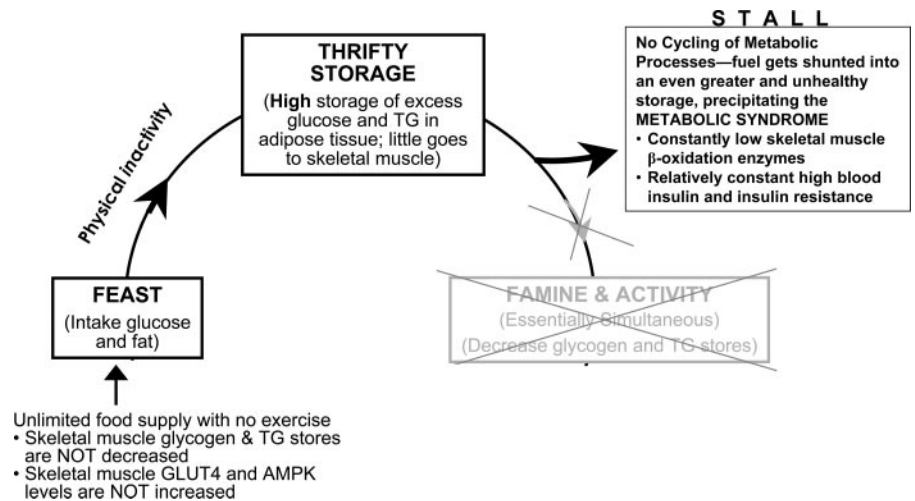 S T A L L
No Cycling of Metabolic
Processes—fuel gets shunted into
an even greater and unhealthy
storage, precipitating the
METABOLIC SYNDROME
• Constantly low skeletal muscle
β-oxidation enzymes
• Relatively constant high blood
insulin and insulin resistance
THRIFTY
STORAGE
(High storage of excess
glucose and TG in
adipose tissue; little goes
to skeletal muscle)
Physical inactivity
FEAST
(Intake glucose
and fat)
FAMINE & ACTIVITY
(Essentially Simultaneous)
(Decrease glycogen and TG stores)
Unlimited food supply with no exercise
• Skeletal muscle glycogen & TG stores
are NOT decreased
• Skeletal muscle GLUT4 and AMPK
levels are NOT increased